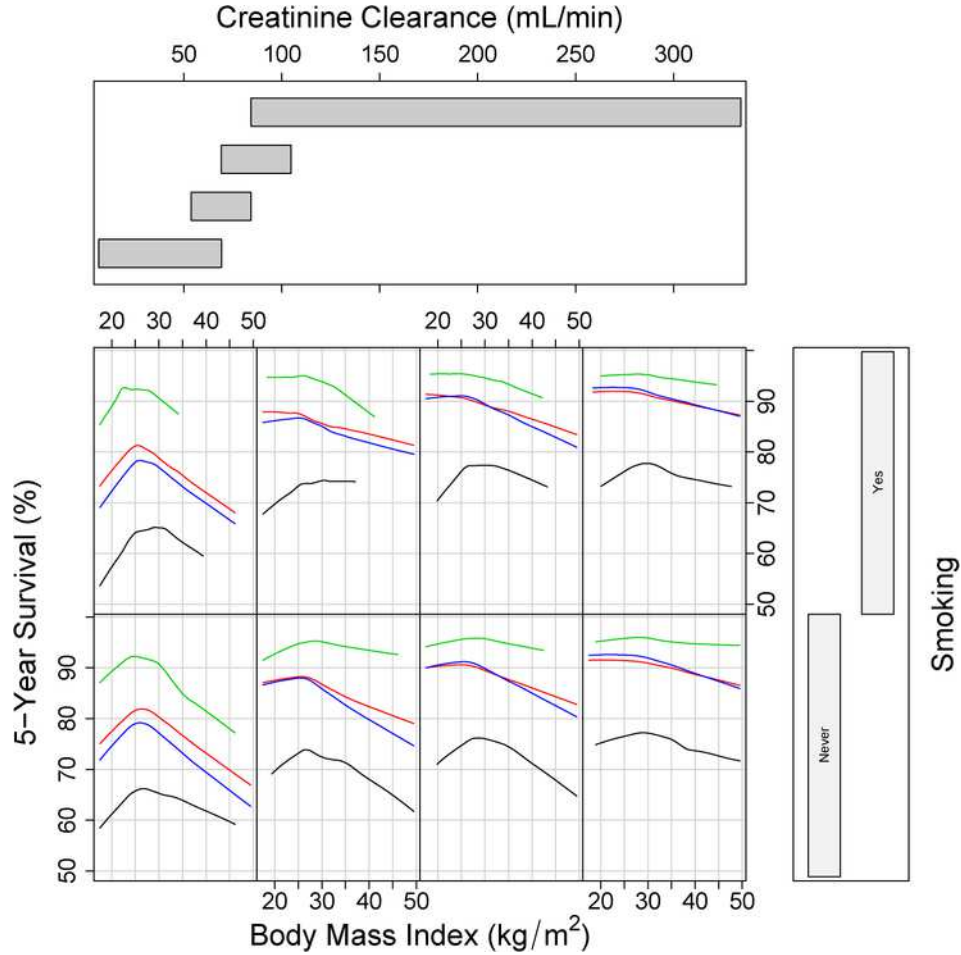 Creatinine Clearance (mL/min)
50 100 150 200 250 300
20 30 40 50 20 30 40 50
5−Year Survival (%)
50 60 70 80 90
50 60 70 80 90
Yes
Never
Smoking
20 30 40 50 20 30 40 50
Body Mass Index (kg/m²)